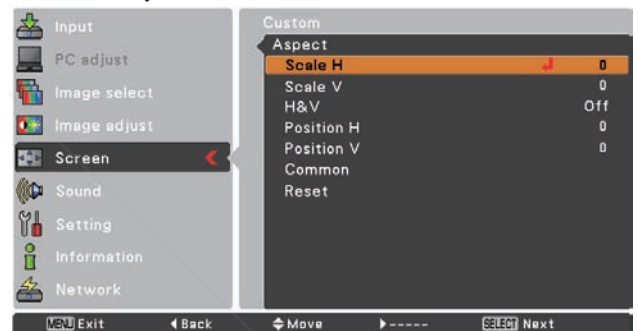 Input
PC adjust
Image select
Image adjust
Screen
Sound
Setting
Information
Network
Custom
Aspect
Scale H 0
Scale V 0
H&V Off
Position H 0
Position V 0
Common
Reset
MENU Exit Back Move ----- SELECT Next